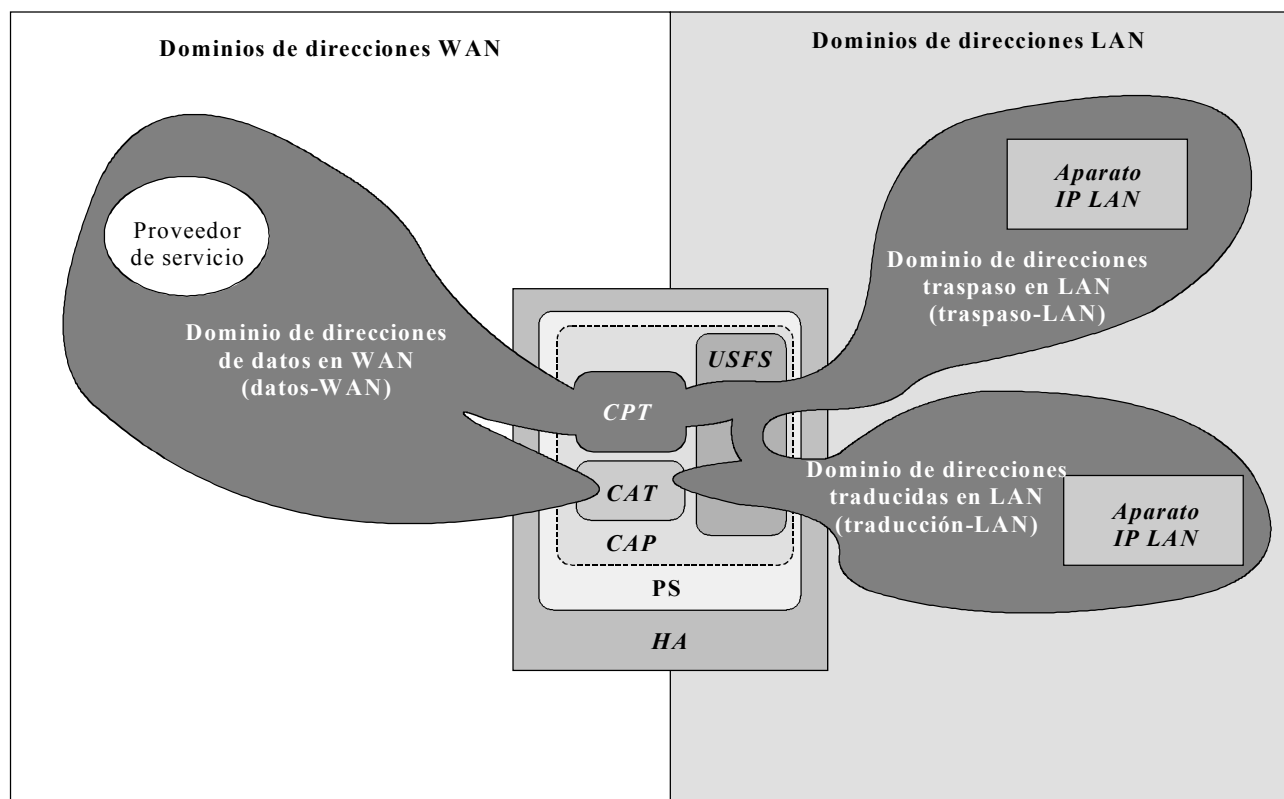 Dominios de direcciones WAN
Dominios de direcciones LAN
Proveedor
de servicio
Dominio de direcciones
de datos en WAN
(datos-WAN)
Aparato
IP LAN
Dominio de direcciones
traspaso en LAN
(traspaso-LAN)
USFS
CPT
CAT
CAP
PS
HA
Dominio de direcciones
traducidas en LAN
(traducción-LAN)
Aparato
IP LAN